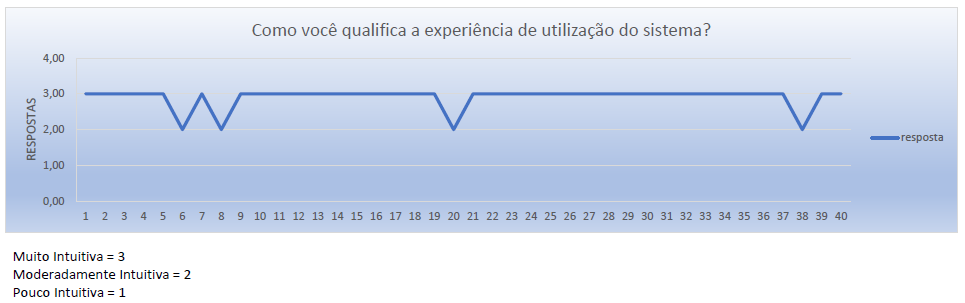 Como você qualifica a experiência de utilização do sistema?
4,00
3,00
2,00
1,00
0,00
RESPOSTAS
1 2 3 4 5 6 7 8 9 10 11 12 13 14 15 16 17 18 19 20 21 22 23 24 25 26 27 28 29 30 31 32 33 34 35 36 37 38 39 40
resposta
Muito Intuitiva = 3
Moderadamente Intuitiva = 2
Pouco Intuitiva = 1